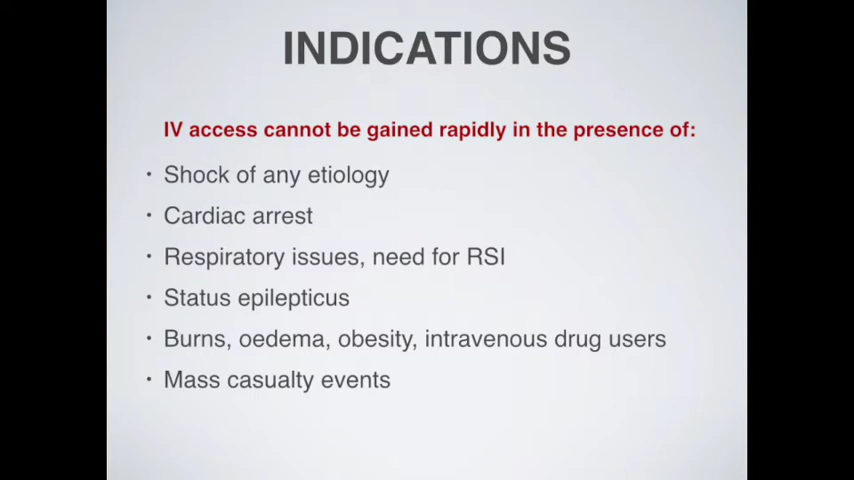 INDICATIONS
IV access cannot be gained rapidly in the presence of:
• Shock of any etiology
• Cardiac arrest
• Respiratory issues, need for RSI
• Status epilepticus
• Burns, oedema, obesity, intravenous drug users
• Mass casualty events